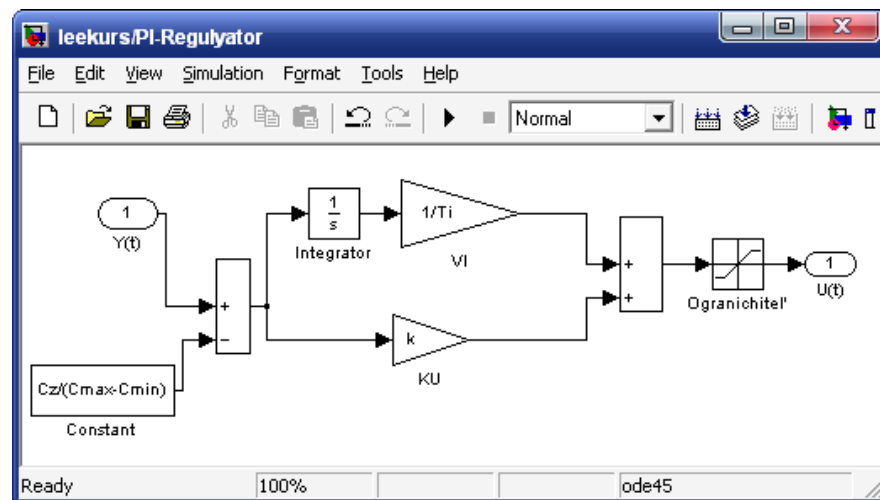 leekurs/PI-Regulyator
File Edit View Simulation Format Tools Help
Normal
1
Y(t)
1
s
Integrator
1/Ti
VI
+
−
+
+
Ogranichitel'
1
U(t)
k
KU
Cz/(Cmax-Cmin)
Constant
Ready 100% ode45